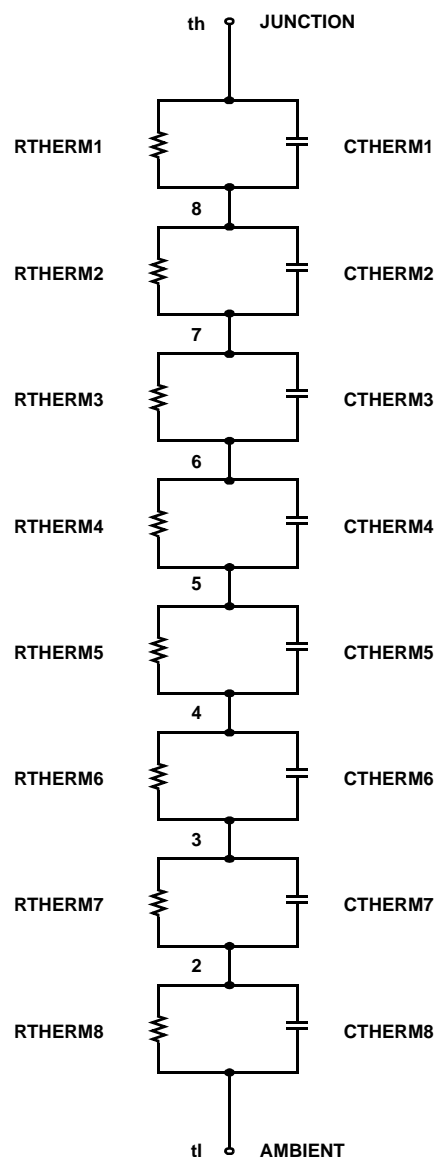 th JUNCTION
RTHERM1 CTHERM1
8
RTHERM2 CTHERM2
7
RTHERM3 CTHERM3
6
RTHERM4 CTHERM4
5
RTHERM5 CTHERM5
4
RTHERM6 CTHERM6
3
RTHERM7 CTHERM7
2
RTHERM8 CTHERM8
tl AMBIENT